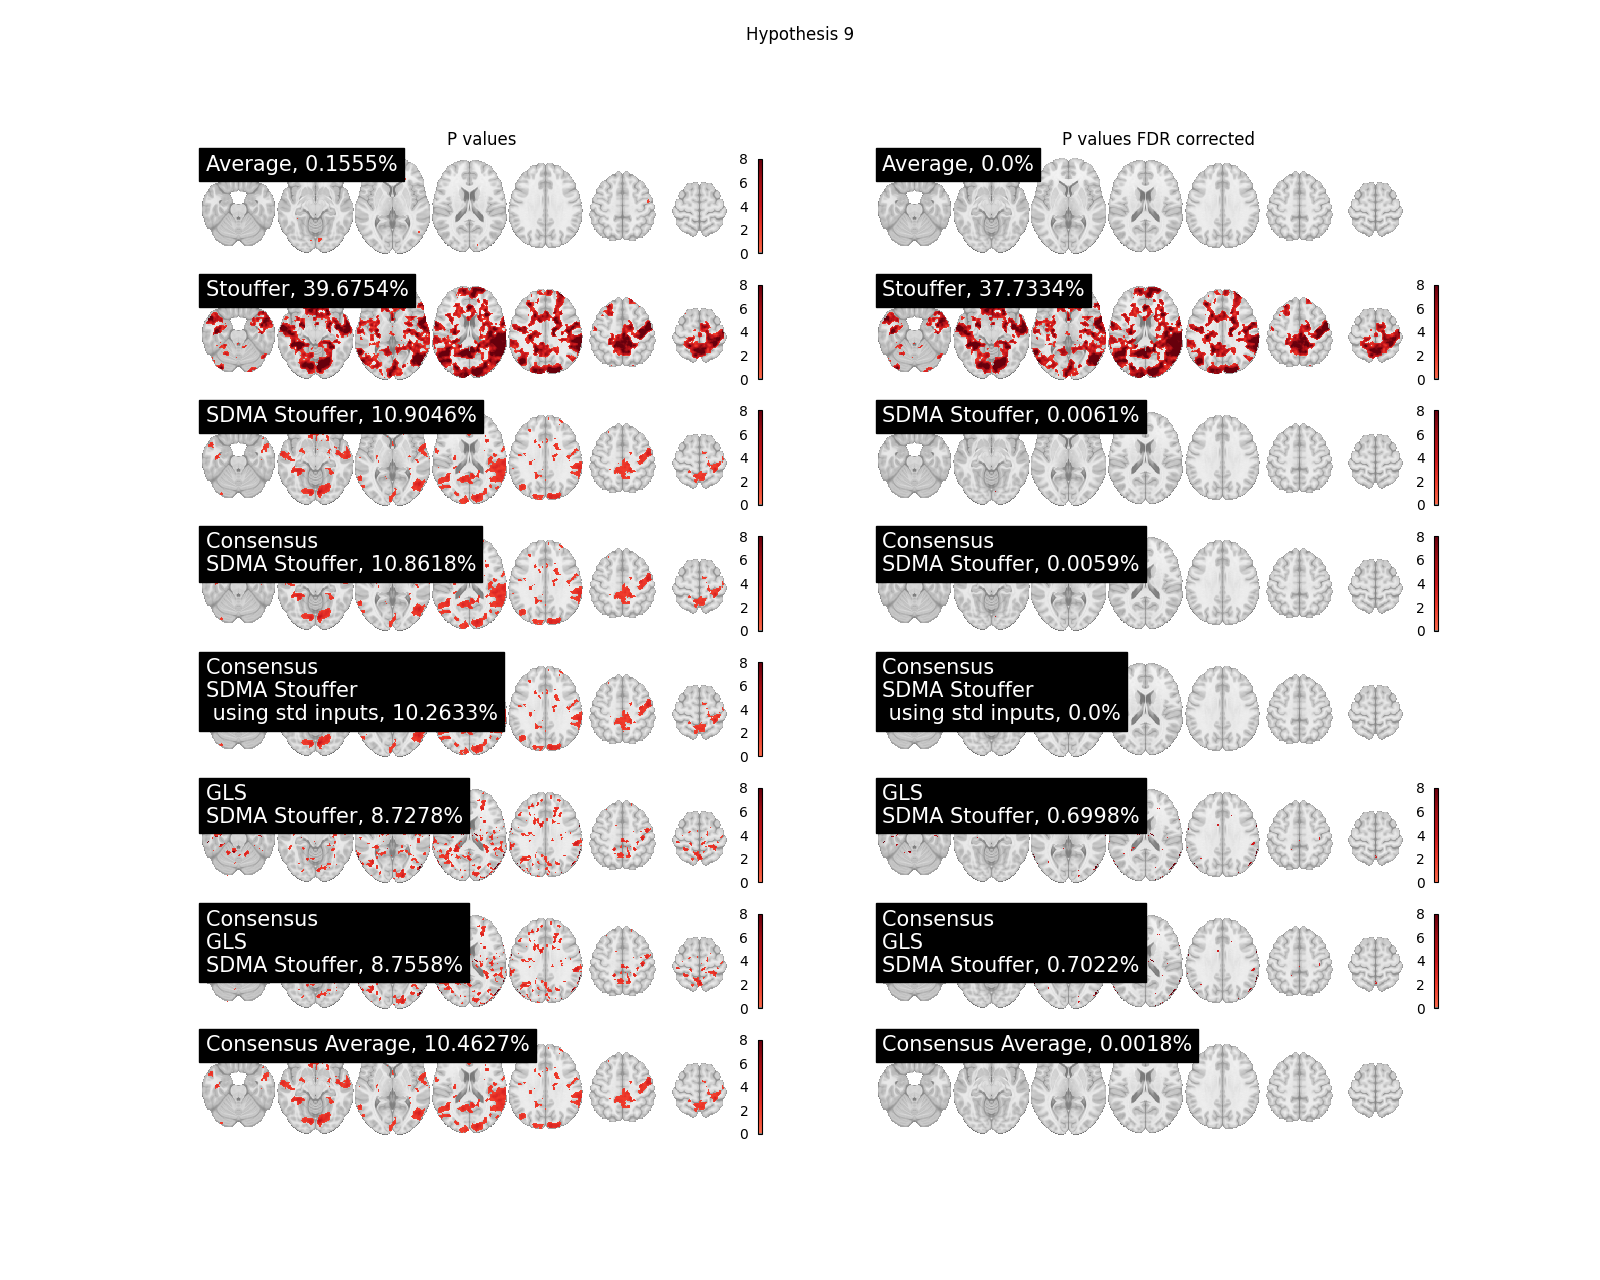 Hypothesis 9
P values
P values FDR corrected
Average, 0.1555%
8
6
4
2
0
Average, 0.0%
Stouffer, 39.6754%
8
6
4
2
0
Stouffer, 37.7334%
8
6
4
2
0
SDMA Stouffer, 10.9046%
8
6
4
2
0
SDMA Stouffer, 0.0061%
8
6
4
2
0
Consensus
SDMA Stouffer, 10.8618%
8
6
4
2
0
Consensus
SDMA Stouffer, 0.0059%
8
6
4
2
0
Consensus
SDMA Stouffer
using std inputs, 10.2633%
8
6
4
2
0
Consensus
SDMA Stouffer
using std inputs, 0.0%
GLS
SDMA Stouffer, 8.7278%
8
6
4
2
0
GLS
SDMA Stouffer, 0.6998%
8
6
4
2
0
Consensus
GLS
SDMA Stouffer, 8.7558%
8
6
4
2
0
Consensus
GLS
SDMA Stouffer, 0.7022%
8
6
4
2
0
Consensus Average, 10.4627%
8
6
4
2
0
Consensus Average, 0.0018%